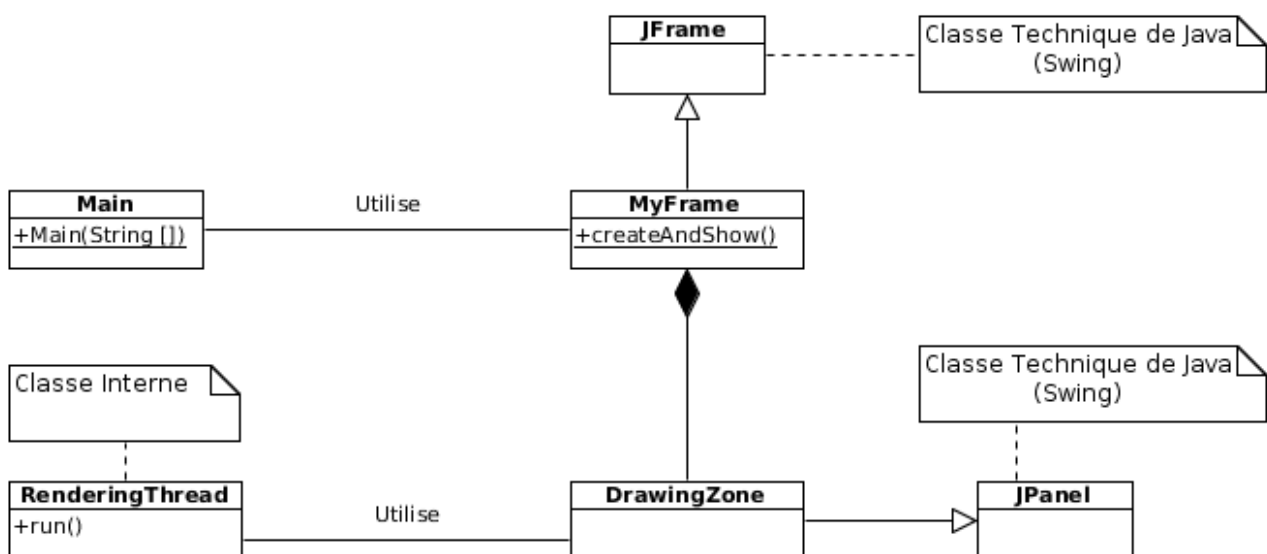 JFrame
Classe Technique de Java
(Swing)
Main
+Main(String [])
Utilise
MyFrame
+createAndShow()
Classe Interne
Classe Technique de Java
(Swing)
RenderingThread
+run()
Utilise
DrawingZone
JPanel